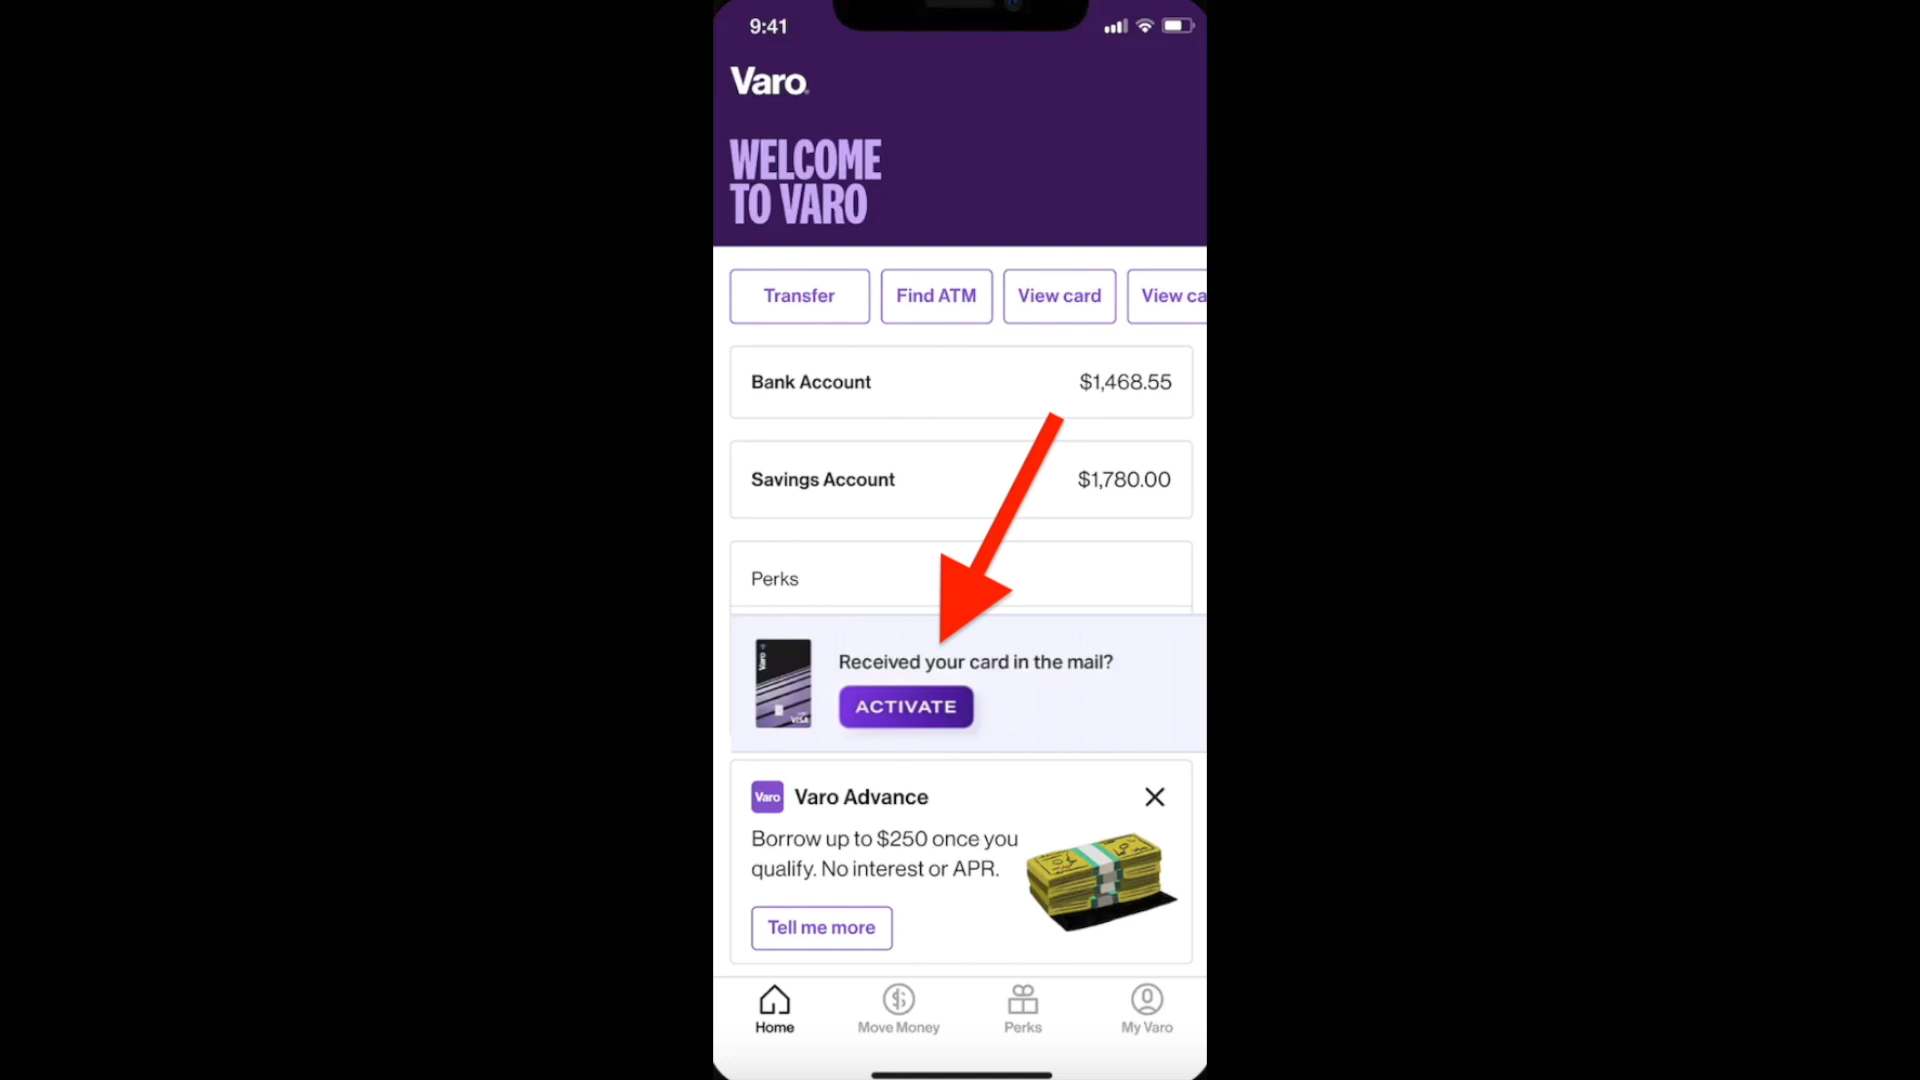 9:41
Varo
WELCOME
TO VARO
Transfer
Find ATM
View card
View ca
Bank Account
$1,468.55
Savings Account
$1,780.00
Perks
Received your card in the mail?
Varo
VISA
ACTIVATE
Varo
Varo Advance
Borrow up to $250 once you
qualify. No interest or APR.
Tell me more
Home
Move Money
Perks
My Varo